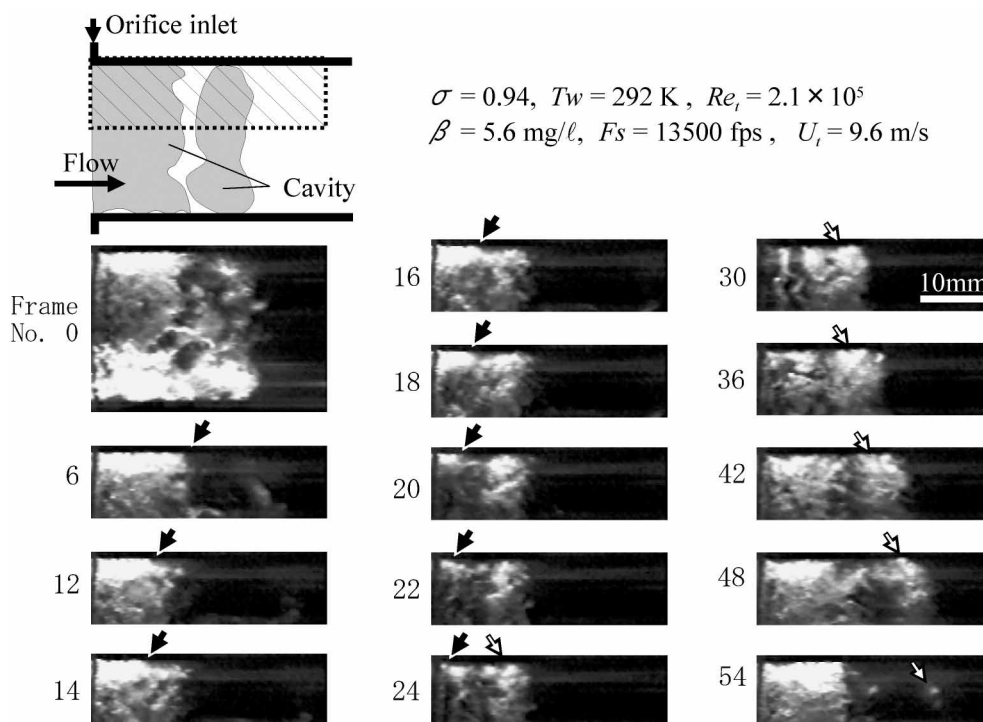 Orifice inlet
Flow
Cavity
σ = 0.94, Tw = 292 K , Reₜ = 2.1 × 10⁵
β = 5.6 mg/ℓ, Fs = 13500 fps , Uₜ = 9.6 m/s
Frame
No. 0
6
12
14
16
18
20
22
24
30
10mm
36
42
48
54